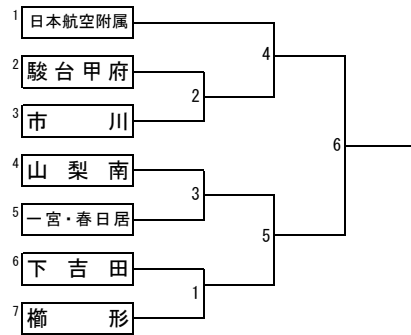 1 日本航空附属
4
2 駿台甲府
2
3 市川
6
4 山梨南
3
5 一宮・春日居
5
6 下吉田
1
7 櫛形